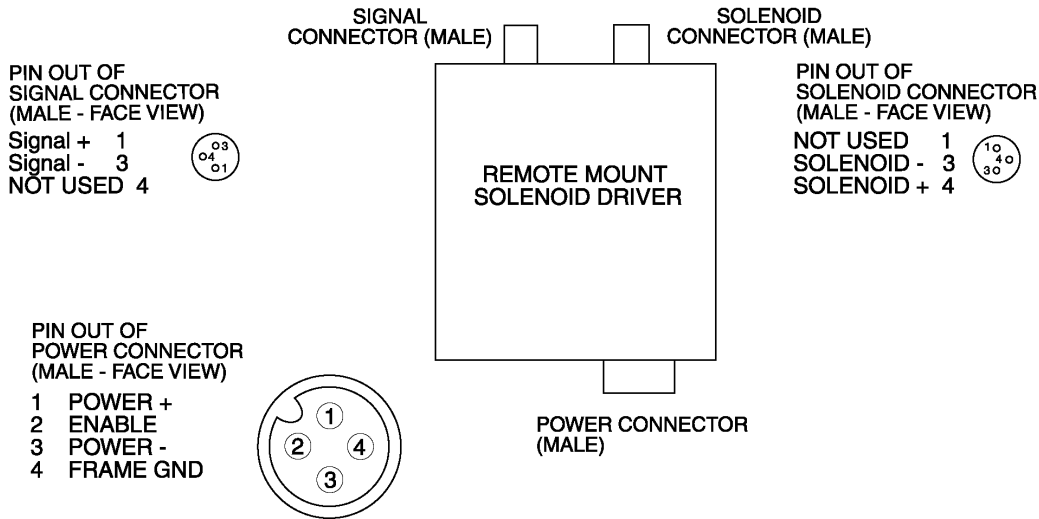 SIGNAL
CONNECTOR (MALE)
SOLENOID
CONNECTOR (MALE)
PIN OUT OF
SIGNAL CONNECTOR
(MALE - FACE VIEW)
Signal + 1
Signal - 3
NOT USED 4
3
4
1
REMOTE MOUNT
SOLENOID DRIVER
PIN OUT OF
SOLENOID CONNECTOR
(MALE - FACE VIEW)
NOT USED 1
SOLENOID - 3
SOLENOID + 4
1
4
3
PIN OUT OF
POWER CONNECTOR
(MALE - FACE VIEW)
1 POWER +
2 ENABLE
3 POWER -
4 FRAME GND
1
2 4
3
POWER CONNECTOR
(MALE)